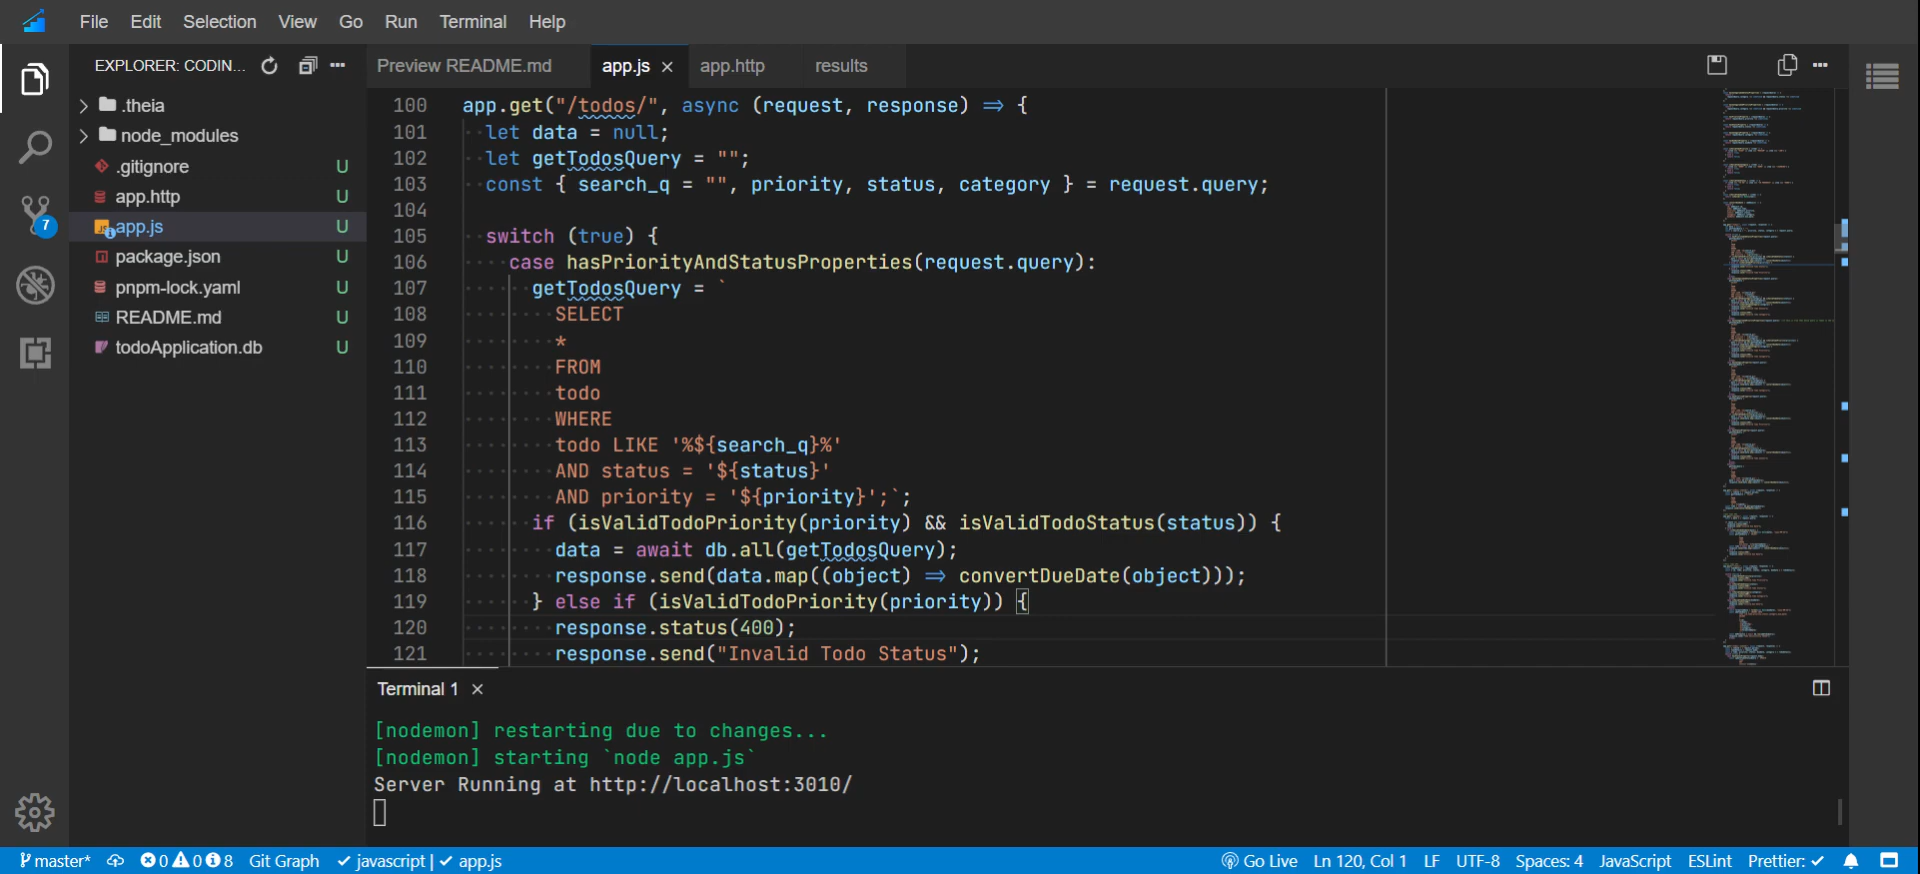 File Edit Selection View Go Run Terminal Help
EXPLORER: CODIN...
.theia
node_modules
.gitignore U
app.http U
app.js U
package.json U
pnpm-lock.yaml U
README.md U
todoApplication.db U
7
Preview README.md app.js × app.http results
100 app.get("/todos/", async (request, response) => {
101 let data = null;
102 let getTodosQuery = "";
103 const { search_q = "", priority, status, category } = request.query;
104
105 switch (true) {
106 case hasPriorityAndStatusProperties(request.query):
107 getTodosQuery = `
108 SELECT
109 *
110 FROM
111 todo
112 WHERE
113 todo LIKE '%${search_q}%'
114 AND status = '${status}'
115 AND priority = '${priority}';`;
116 if (isValidTodoPriority(priority) && isValidTodoStatus(status)) {
117 data = await db.all(getTodosQuery);
118 response.send(data.map((object) => convertDueDate(object)));
119 } else if (isValidTodoPriority(priority)) {
120 response.status(400);
121 response.send("Invalid Todo Status");
Terminal 1 ×
[nodemon] restarting due to changes...
[nodemon] starting `node app.js`
Server Running at http://localhost:3010/
master* 0 0 8 Git Graph ✓ javascript | ✓ app.js Go Live Ln 120, Col 1 LF UTF-8 Spaces: 4 JavaScript ESLint Prettier: ✓